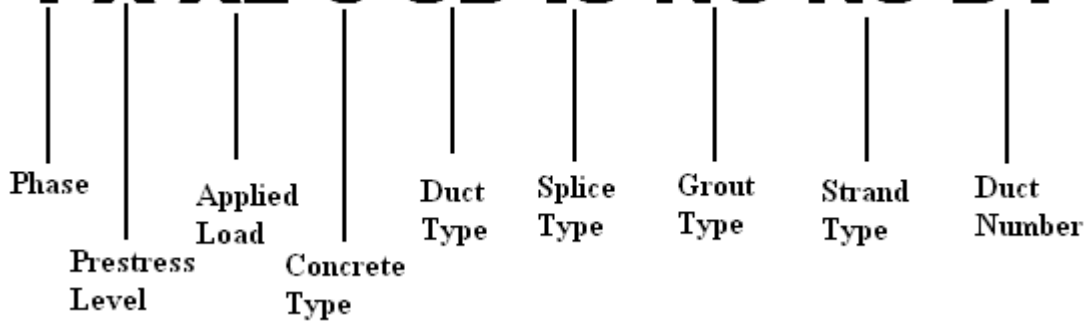 Phase
Prestress
Level
Applied
Load
Concrete
Type
Duct
Type
Splice
Type
Grout
Type
Strand
Type
Duct
Number